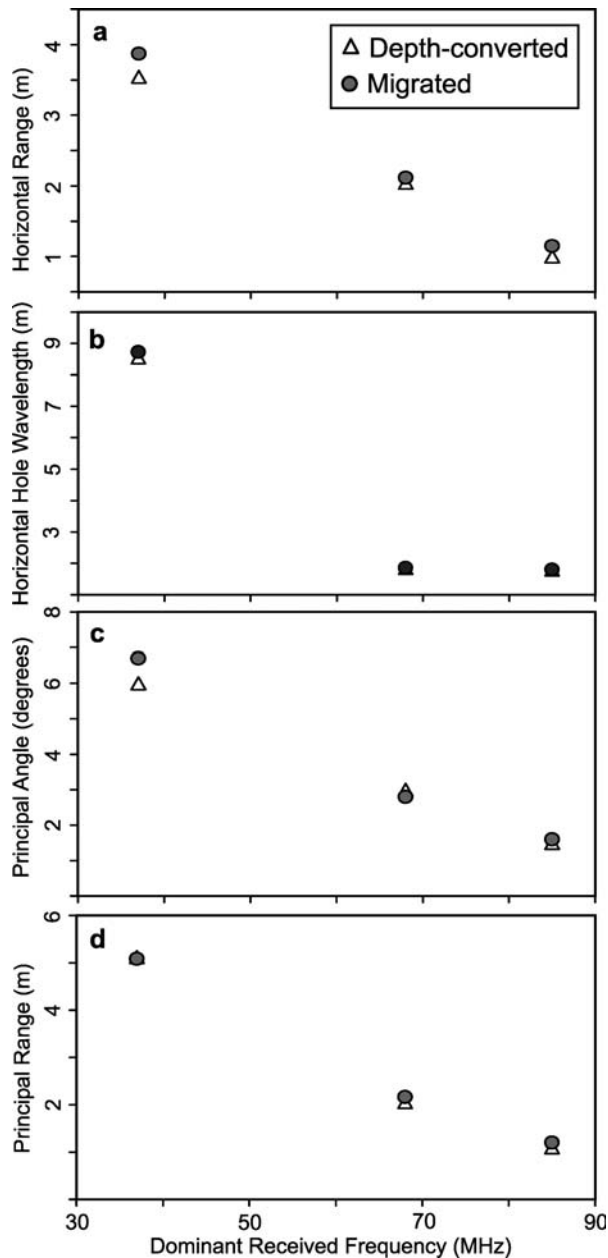 a
Depth-converted
Migrated
Horizontal Range (m)
4
3
2
1
b
Horizontal Hole Wavelength (m)
9
7
5
3
c
Principal Angle (degrees)
8
6
4
2
d
Principal Range (m)
6
4
2
30 50 70 90
Dominant Received Frequency (MHz)